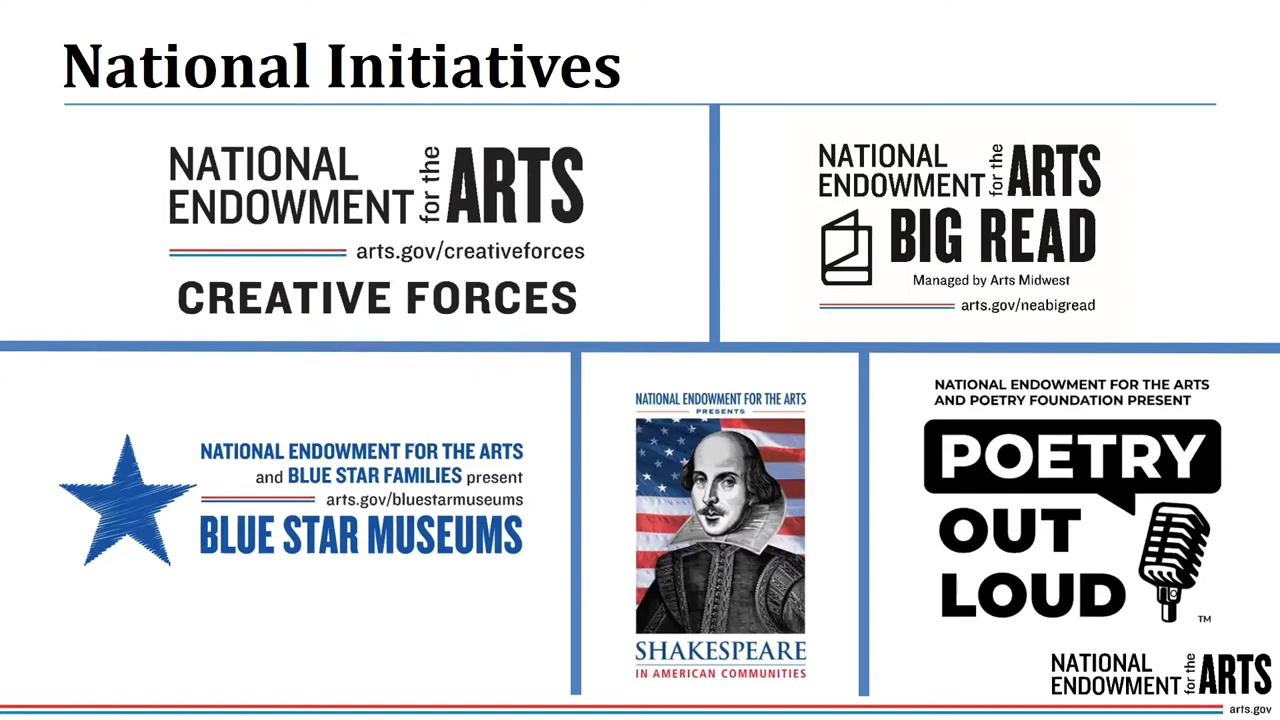 National Initiatives
NATIONAL
ENDOWMENT
for the
ARTS
arts.gov/creativeforces
CREATIVE FORCES
NATIONAL
ENDOWMENT
for the
ARTS
BIG READ
Managed by Arts Midwest
arts.gov/neabigread
NATIONAL ENDOWMENT FOR THE ARTS
and BLUE STAR FAMILIES present
arts.gov/bluestarmuseums
BLUE STAR MUSEUMS
NATIONAL ENDOWMENT FOR THE ARTS
PRESENTS
SHAKESPEARE
IN AMERICAN COMMUNITIES
NATIONAL ENDOWMENT FOR THE ARTS
AND POETRY FOUNDATION PRESENT
POETRY
OUT
LOUD
TM
NATIONAL
ENDOWMENT
for the
ARTS
arts.gov